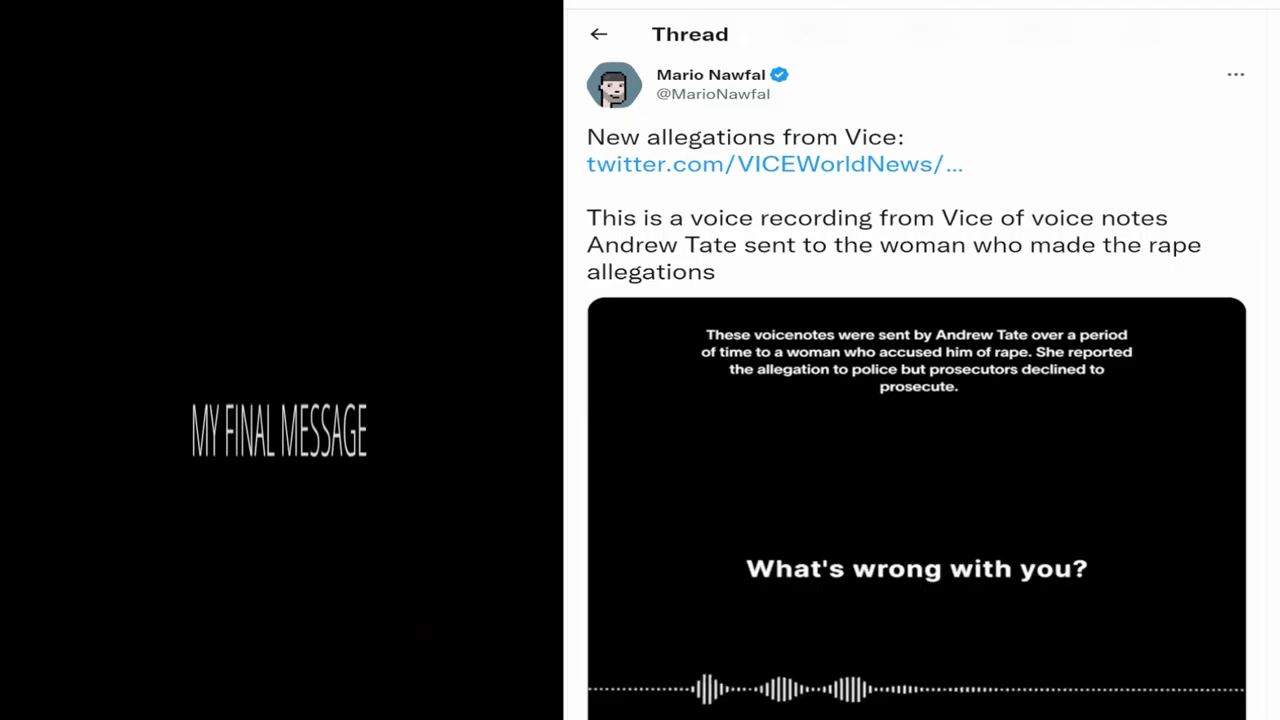 MY FINAL MESSAGE
Thread
Mario Nawfal
@MarioNawfal
New allegations from Vice:
twitter.com/VICEWorldNews/...
This is a voice recording from Vice of voice notes
Andrew Tate sent to the woman who made the rape
allegations
These voicenotes were sent by Andrew Tate over a period
of time to a woman who accused him of rape. She reported
the allegation to police but prosecutors declined to
prosecute.
What's wrong with you?